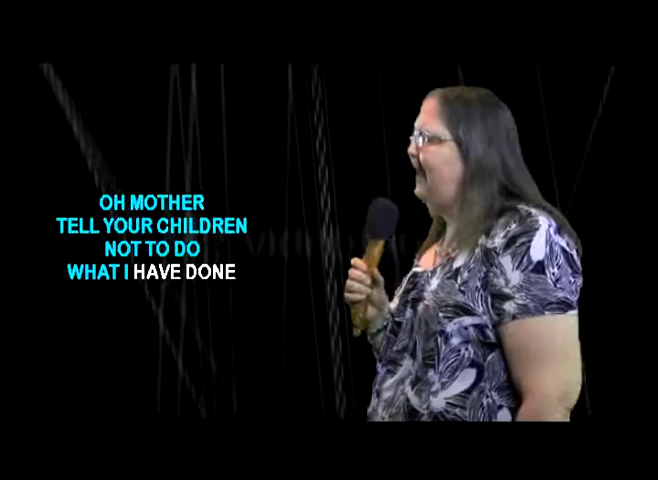 OH MOTHER
TELL YOUR CHILDREN
NOT TO DO
WHAT I HAVE DONE